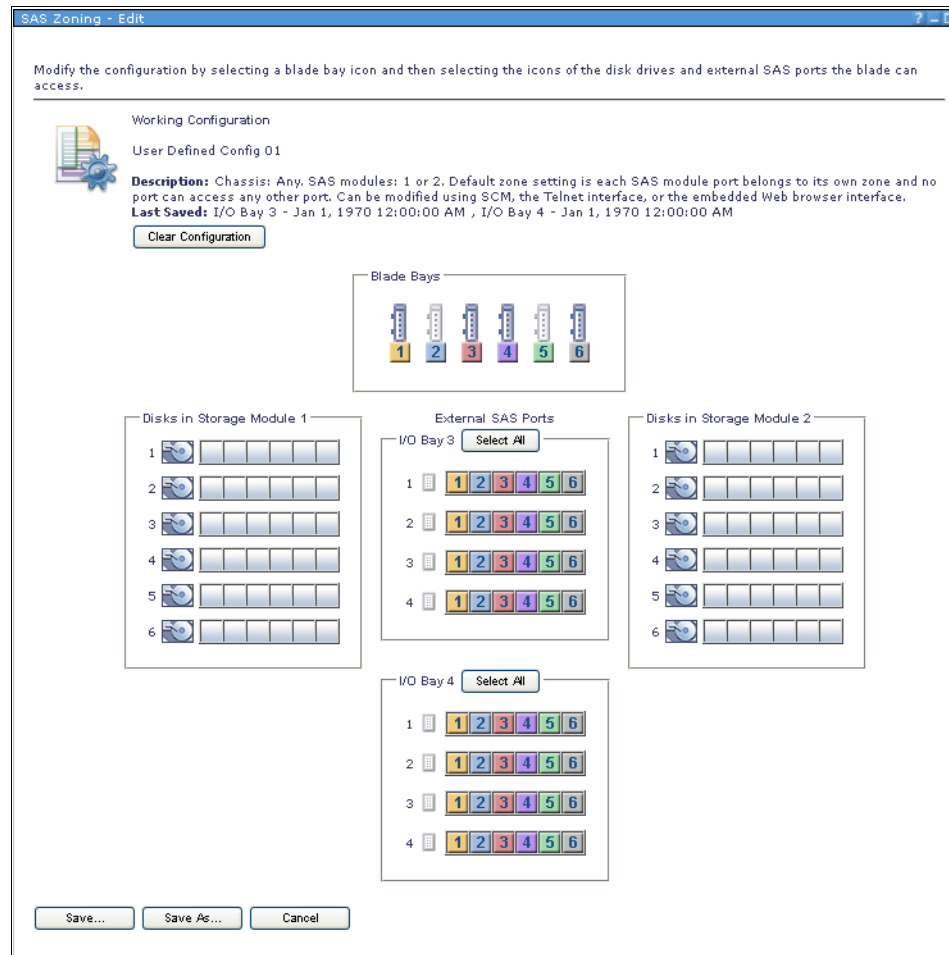 SAS Zoning - Edit ? –
Modify the configuration by selecting a blade bay icon and then selecting the icons of the disk drives and external SAS ports the blade can
access.
Working Configuration
User Defined Config 01
Description: Chassis: Any. SAS modules: 1 or 2. Default zone setting is each SAS module port belongs to its own zone and no
port can access any other port. Can be modified using SCM, the Telnet interface, or the embedded Web browser interface.
Last Saved: I/O Bay 3 - Jan 1, 1970 12:00:00 AM , I/O Bay 4 - Jan 1, 1970 12:00:00 AM
Clear Configuration
Blade Bays
1 2 3 4 5 6
Disks in Storage Module 1
1
2
3
4
5
6
External SAS Ports
I/O Bay 3 Select All
1 1 2 3 4 5 6
2 1 2 3 4 5 6
3 1 2 3 4 5 6
4 1 2 3 4 5 6
Disks in Storage Module 2
1
2
3
4
5
6
I/O Bay 4 Select All
1 1 2 3 4 5 6
2 1 2 3 4 5 6
3 1 2 3 4 5 6
4 1 2 3 4 5 6
Save... Save As... Cancel